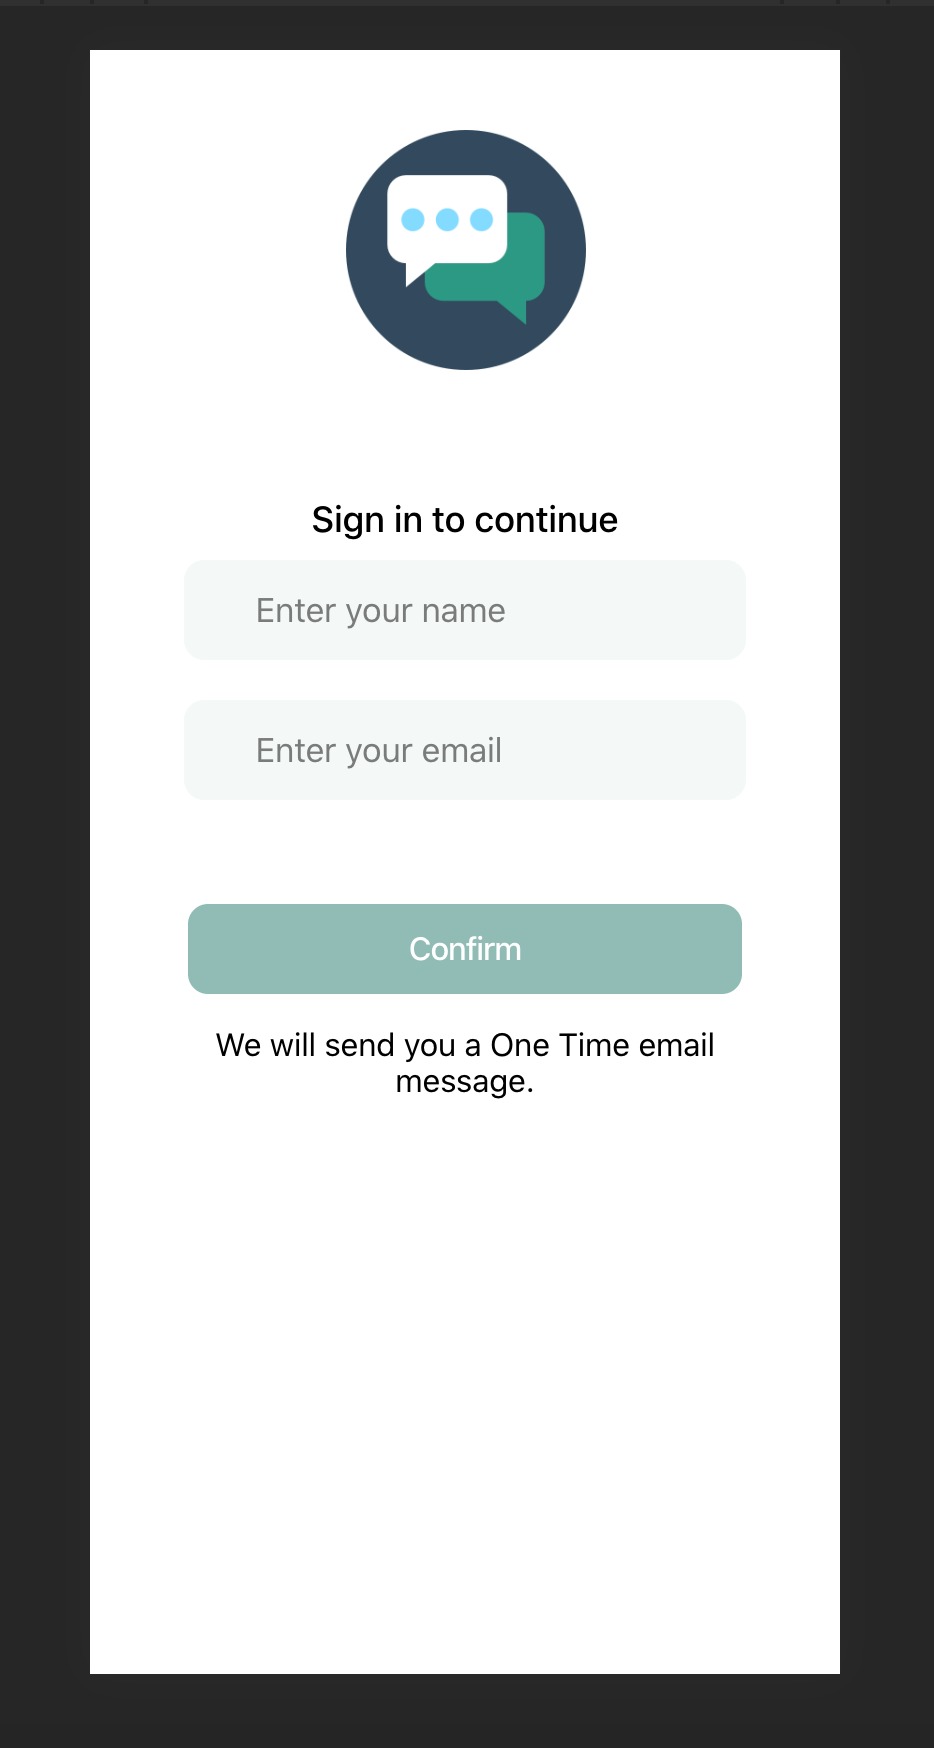 Sign in to continue
Enter your name
Enter your email
Confirm
We will send you a One Time email
message.